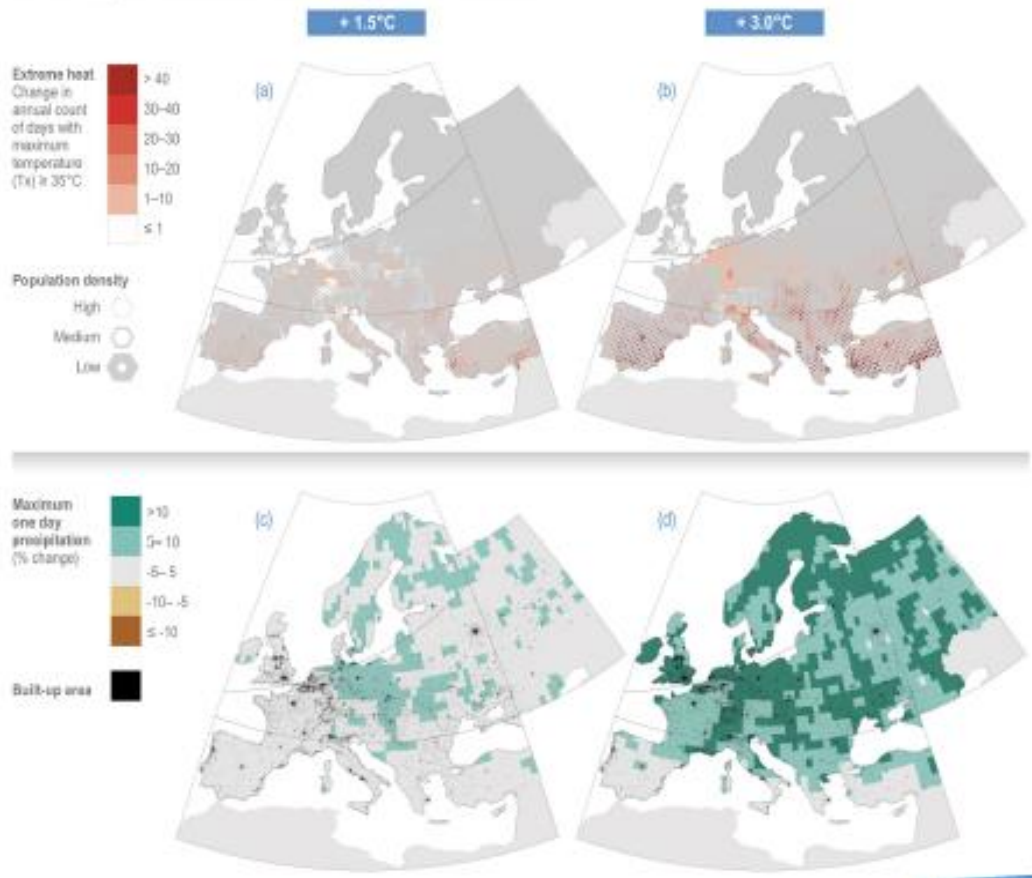 + 1.5°C
+ 3.0°C
Extreme heat
Change in
annual count
of days with
maximum
temperature
(Tx) ≥ 35°C
> 40
30–40
20–30
10–20
1–10
≤ 1
(a)
(b)
Population density
High
Medium
Low
Maximum
one day
precipitation
(% change)
>10
5– 10
-5– 5
-10– -5
≤ -10
(c)
(d)
Built-up area